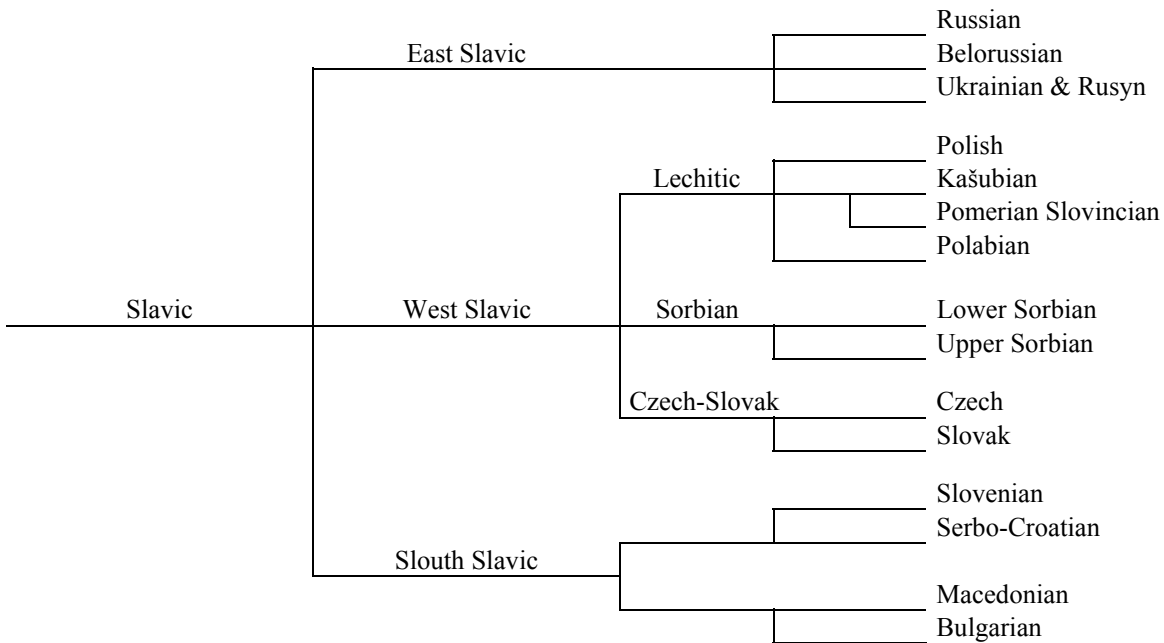 Russian
East Slavic
Belorussian
Ukrainian & Rusyn
Polish
Lechitic
Kašubian
Pomerian Slovincian
Polabian
Slavic
West Slavic
Sorbian
Lower Sorbian
Upper Sorbian
Czech-Slovak
Czech
Slovak
Slovenian
Serbo-Croatian
Slouth Slavic
Macedonian
Bulgarian